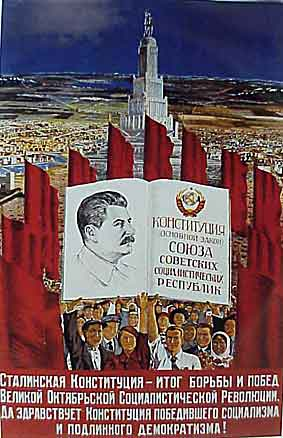 КОНСТИТУЦИЯ
(ОСНОВНОЙ ЗАКОН)
СОЮЗА
СОВЕТСКИХ
СОЦИАЛИСТИЧЕСКИХ
РЕСПУБЛИК
СТАЛИНСКАЯ КОНСТИТУЦИЯ – ИТОГ БОРЬБЫ И ПОБЕД
ВЕЛИКОЙ ОКТЯБРЬСКОЙ СОЦИАЛИСТИЧЕСКОЙ РЕВОЛЮЦИИ.
ДА ЗДРАВСТВУЕТ КОНСТИТУЦИЯ ПОБЕДИВШЕГО СОЦИАЛИЗМА
И ПОДЛИННОГО ДЕМОКРАТИЗМА!